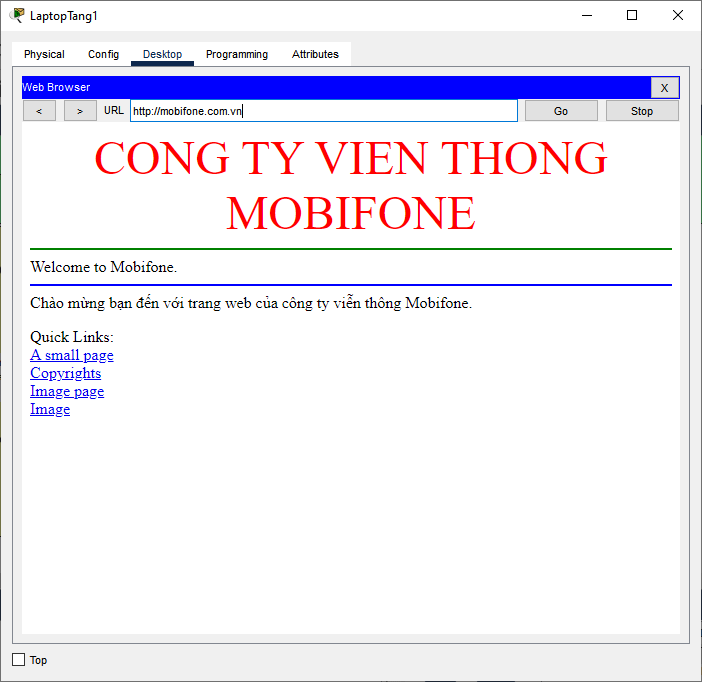 LaptopTang1
Physical Config Desktop Programming Attributes
Web Browser X
< > URL http://mobifone.com.vn Go Stop
CONG TY VIEN THONG
MOBIFONE
Welcome to Mobifone.
Chào mừng bạn đến với trang web của công ty viễn thông Mobifone.
Quick Links:
A small page
Copyrights
Image page
Image
Top